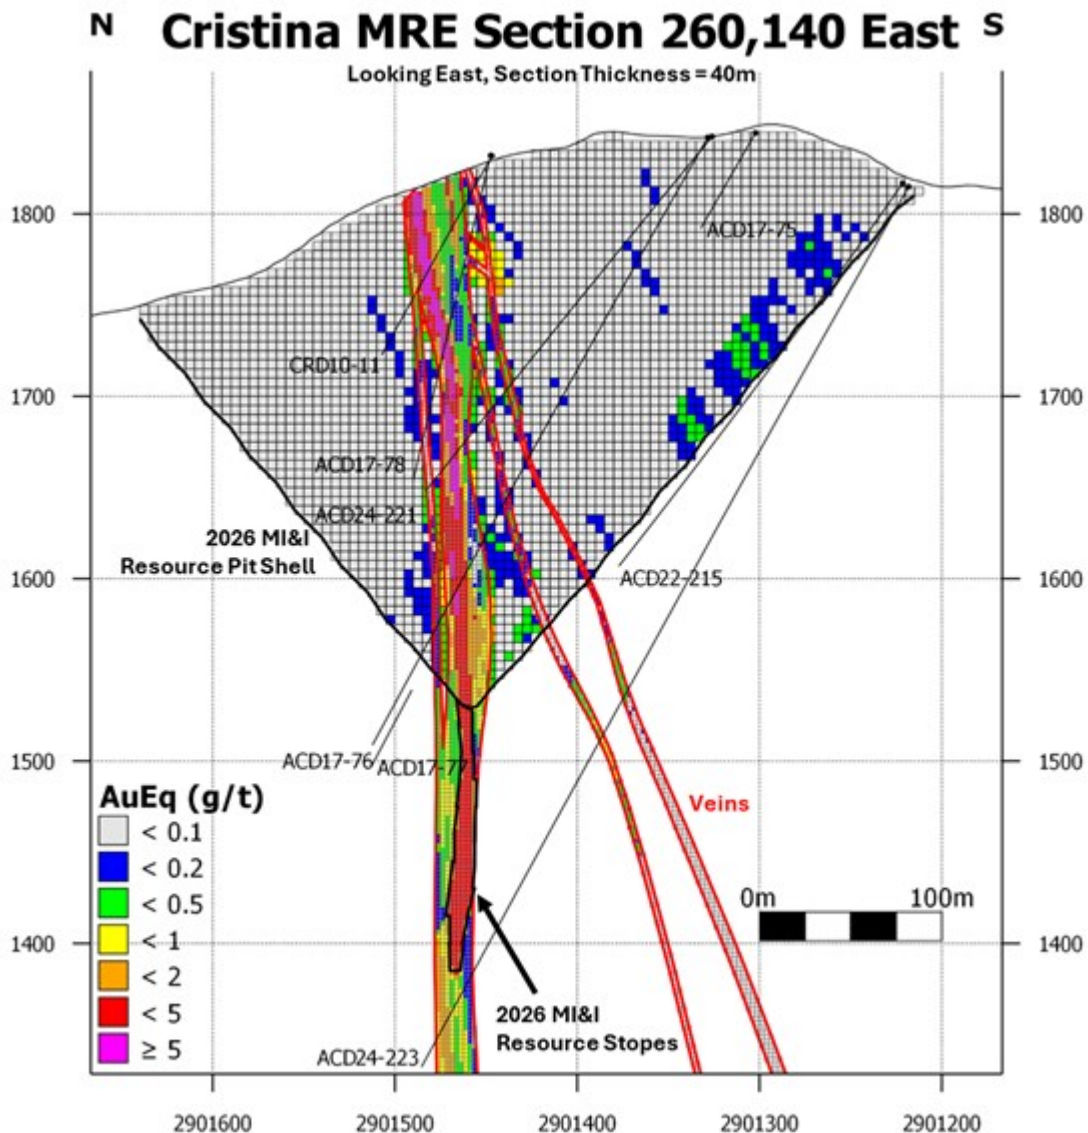 N Cristina MRE Section 260,140 East S
Looking East, Section Thickness = 40m
1800 1800
ACD17-75
CRD10-11
1700 1700
ACD17-78
ACD24-221
2026 MI&I
Resource Pit Shell
1600 1600
ACD22-215
1500 1500
ACD17-76 ACD17-77
AuEq (g/t)
< 0.1
< 0.2
< 0.5
< 1
< 2
< 5
≥ 5
Veins
0m 100m
1400 1400
2026 MI&I
Resource Stopes
ACD24-223
2901600 2901500 2901400 2901300 2901200